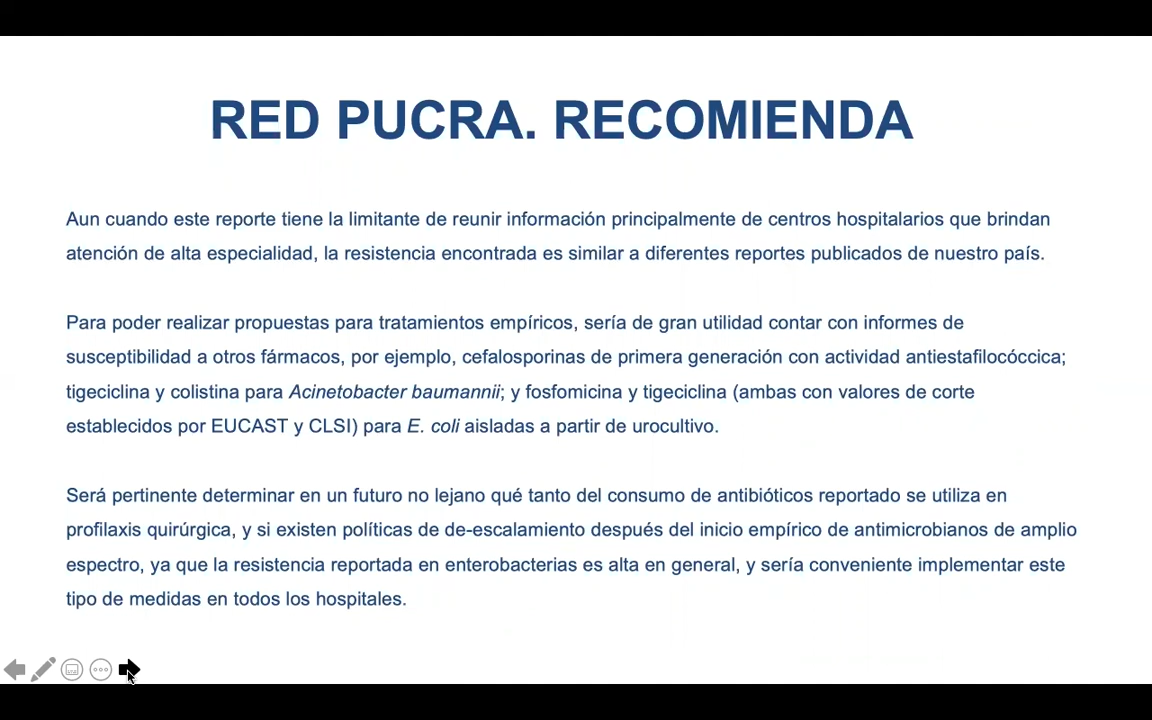 RED PUCRA. RECOMIENDA
Aun cuando este reporte tiene la limitante de reunir información principalmente de centros hospitalarios que brindan
atención de alta especialidad, la resistencia encontrada es similar a diferentes reportes publicados de nuestro país.
Para poder realizar propuestas para tratamientos empíricos, sería de gran utilidad contar con informes de
susceptibilidad a otros fármacos, por ejemplo, cefalosporinas de primera generación con actividad antiestafilocóccica;
tigeciclina y colistina para Acinetobacter baumannii; y fosfomicina y tigeciclina (ambas con valores de corte
establecidos por EUCAST y CLSI) para E. coli aisladas a partir de urocultivo.
Será pertinente determinar en un futuro no lejano qué tanto del consumo de antibióticos reportado se utiliza en
profilaxis quirúrgica, y si existen políticas de de-escalamiento después del inicio empírico de antimicrobianos de amplio
espectro, ya que la resistencia reportada en enterobacterias es alta en general, y sería conveniente implementar este
tipo de medidas en todos los hospitales.